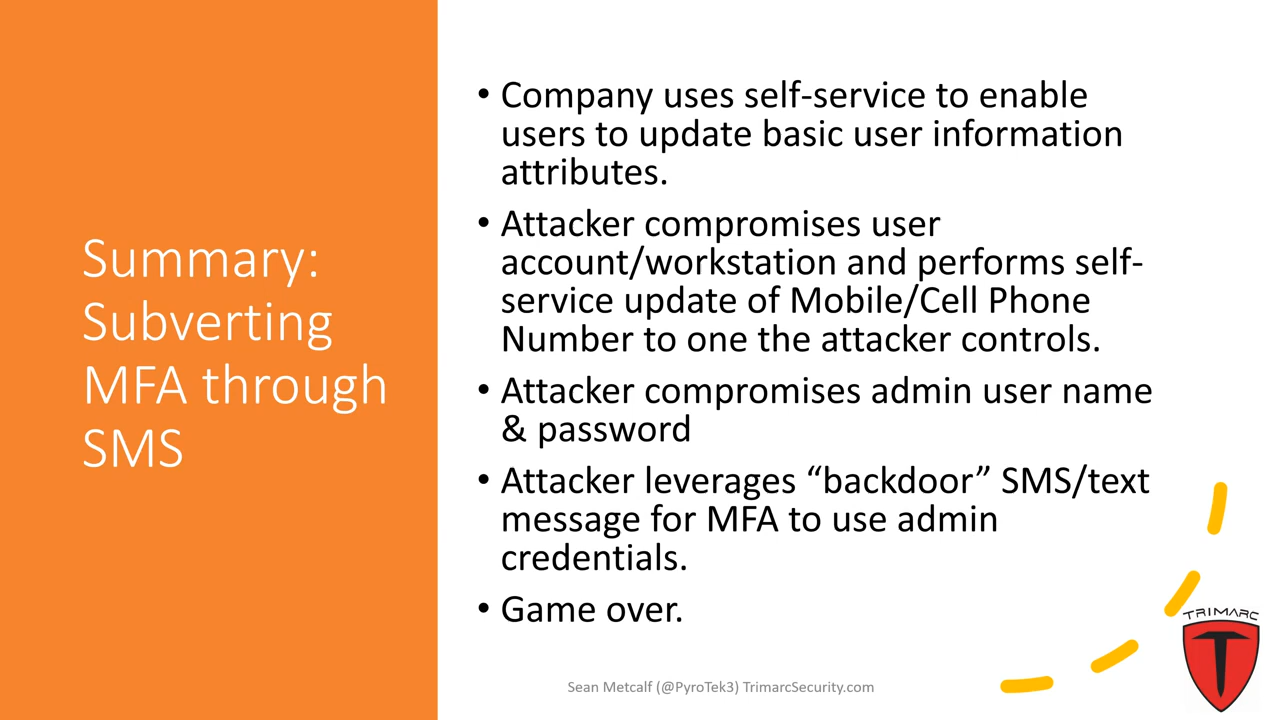 Summary:
Subverting
MFA through
SMS
• Company uses self-service to enable
users to update basic user information
attributes.
• Attacker compromises user
account/workstation and performs self-
service update of Mobile/Cell Phone
Number to one the attacker controls.
• Attacker compromises admin user name
& password
• Attacker leverages “backdoor” SMS/text
message for MFA to use admin
credentials.
• Game over.
TRIMARC
Sean Metcalf (@PyroTek3) TrimarcSecurity.com